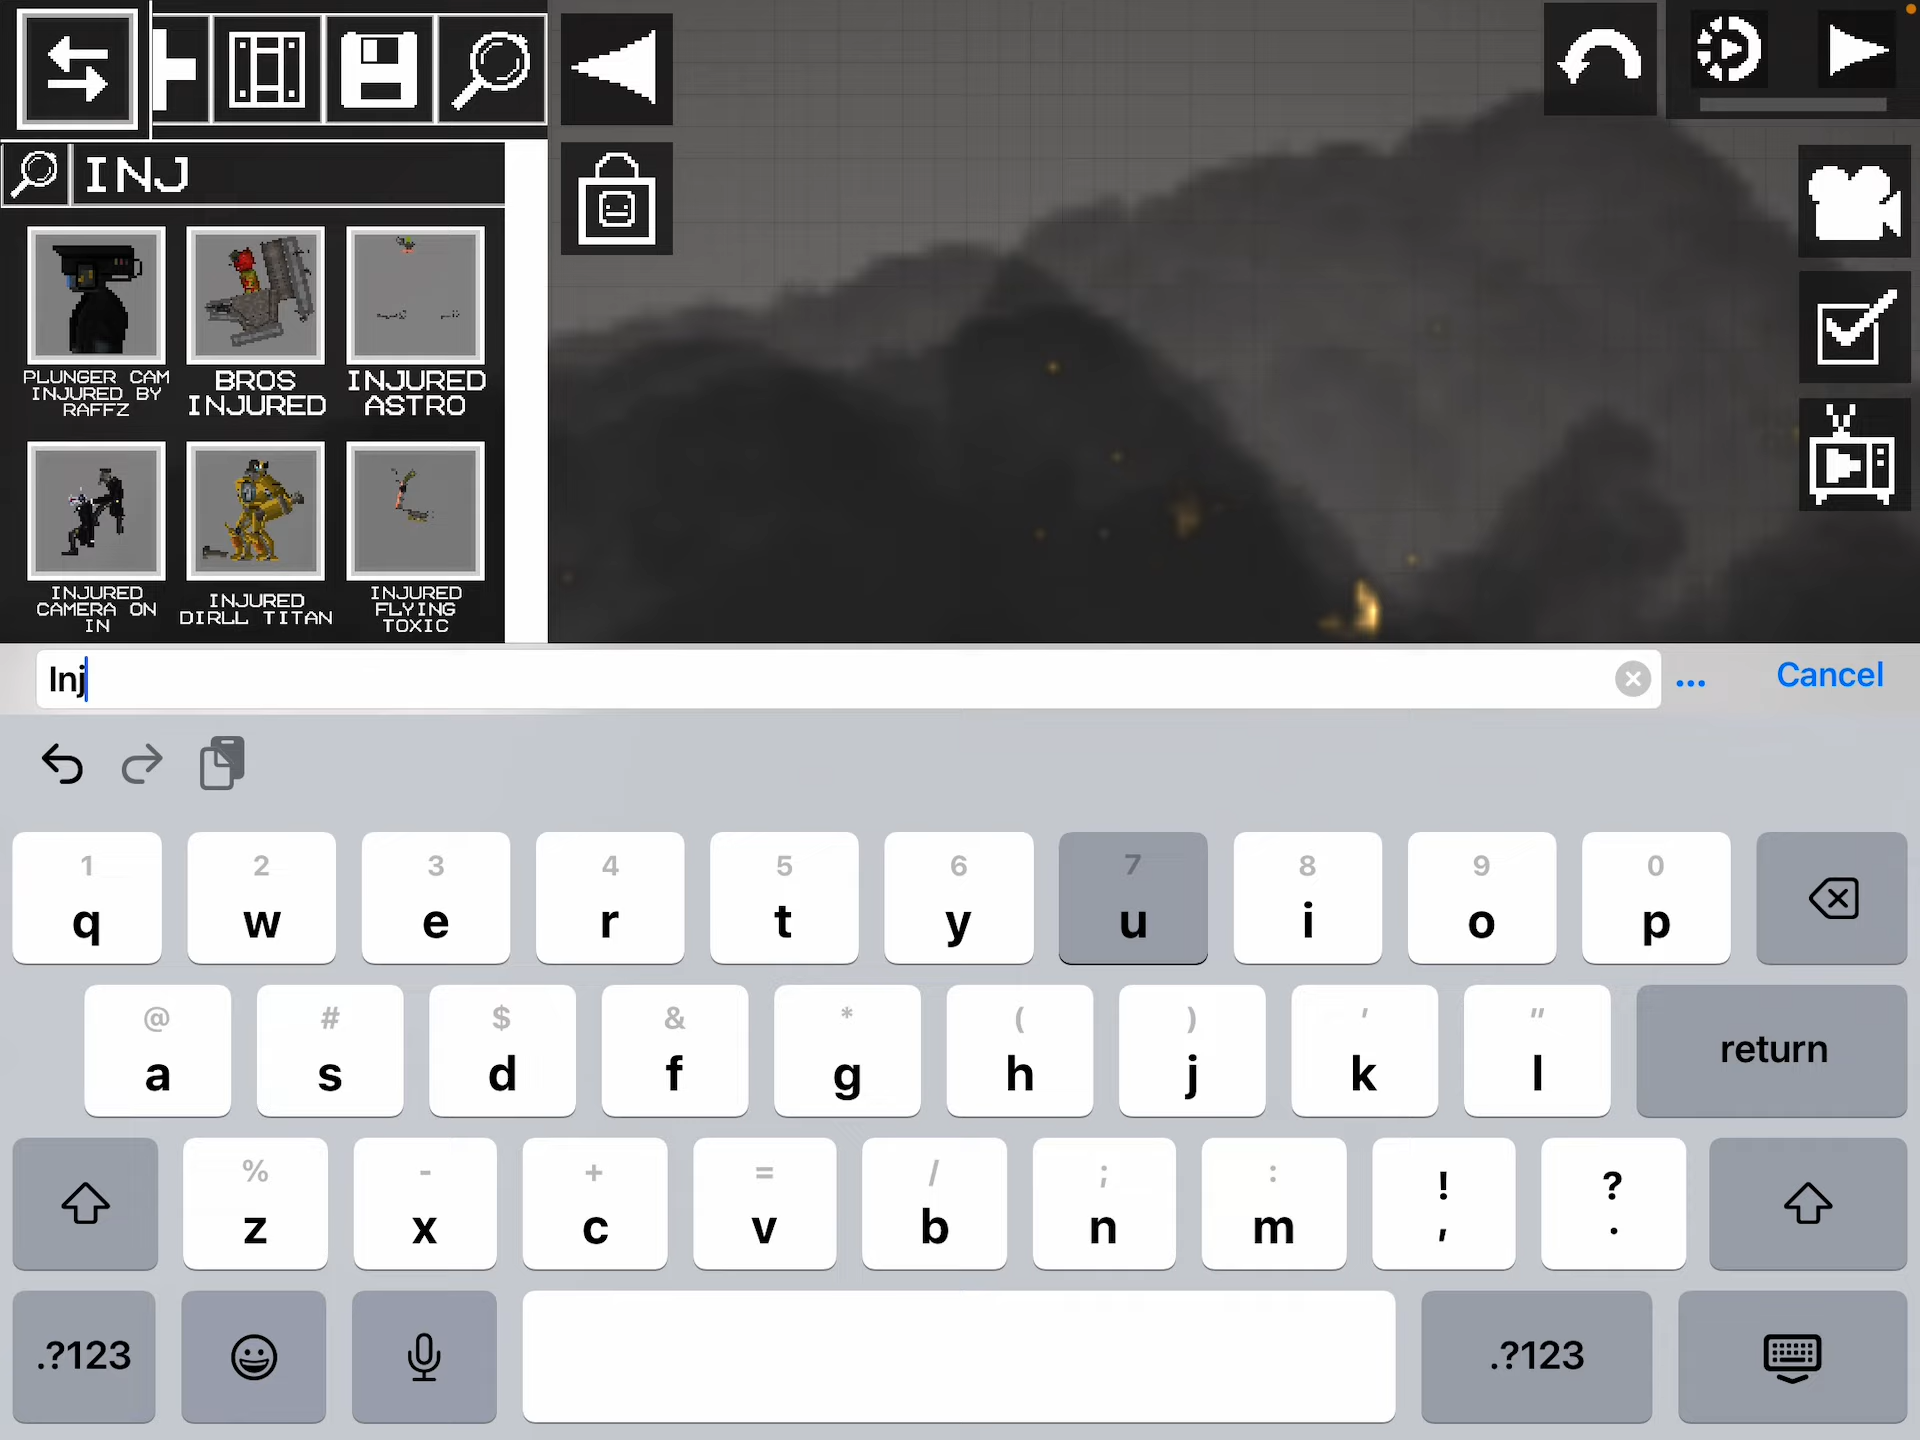 INJ
PLUNGER CAM
INJURED BY
RAFFZ
BROS
INJURED
INJURED
ASTRO
INJURED
CAMERA ON
IN
INJURED
DIRLL TITAN
INJURED
FLYING
TOXIC
Inj
... Cancel
1 2 3 4 5 6 7 8 9 0
q w e r t y u i o p
@ # $ & * ( ) ' "
a s d f g h j k l return
% - + = / ; : ! ?
z x c v b n m , .
.?123 .?123